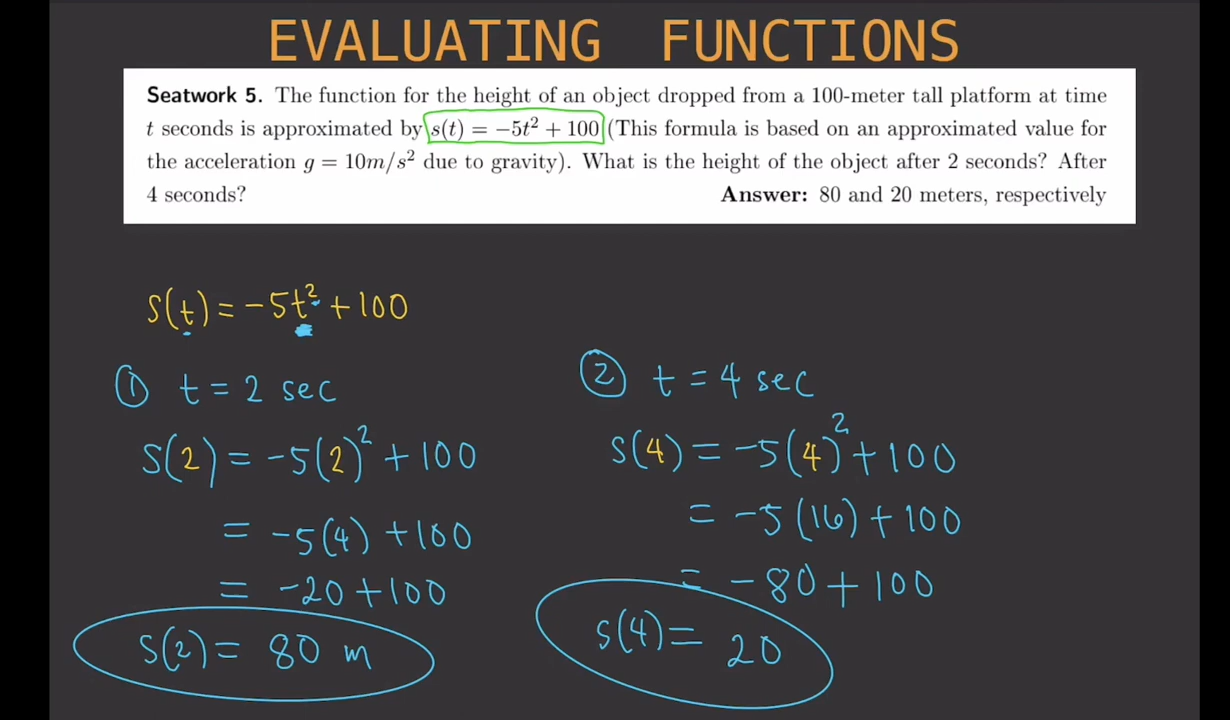 EVALUATING FUNCTIONS
Seatwork 5. The function for the height of an object dropped from a 100-meter tall platform at time
t seconds is approximated by s(t) = −5t² + 100 (This formula is based on an approximated value for
the acceleration g = 10m/s² due to gravity). What is the height of the object after 2 seconds? After
4 seconds? Answer: 80 and 20 meters, respectively
s(t) = -5t² + 100
① t = 2 sec
s(2) = -5(2)² + 100
= -5(4) + 100
= -20 + 100
s(2) = 80 m
② t = 4 sec
s(4) = -5(4)² + 100
= -5(16) + 100
= -80 + 100
s(4) = 20